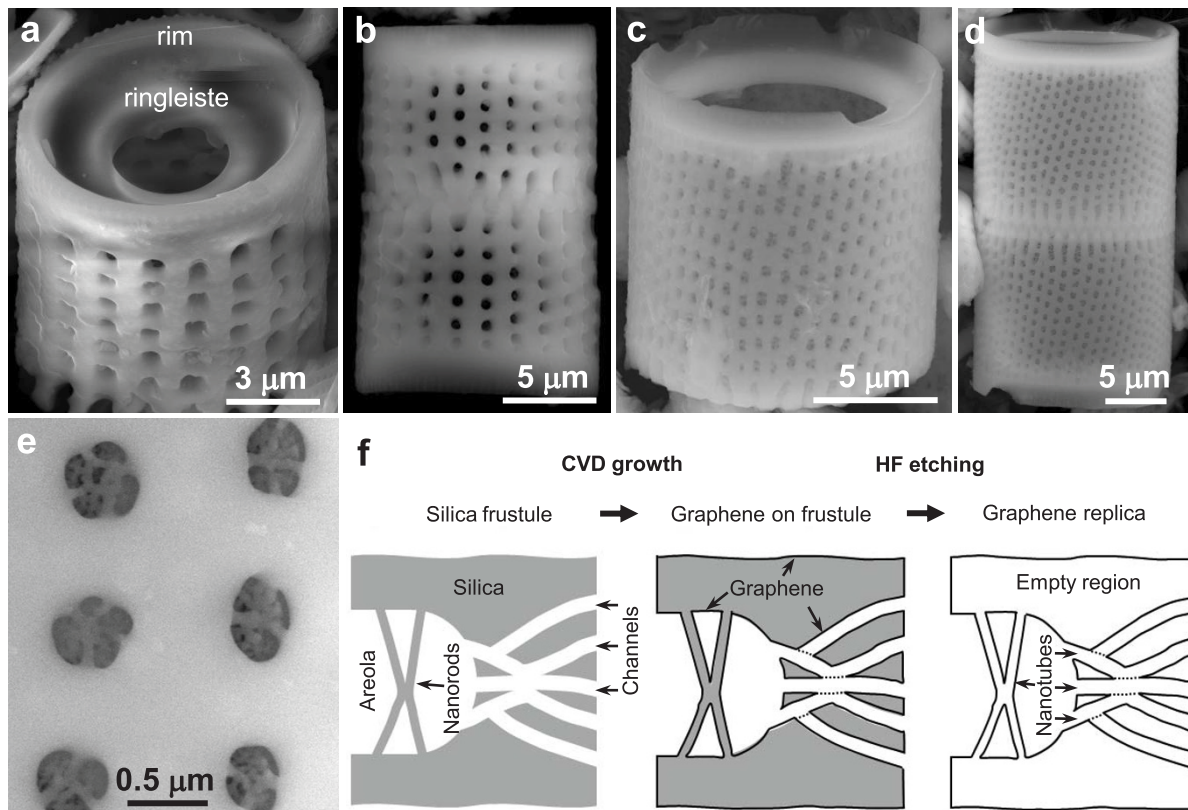 a
rim
ringleiste
3 μm
b
5 μm
c
5 μm
d
5 μm
e
0.5 μm
f
CVD growth
HF etching
Silica frustule
Graphene on frustule
Graphene replica
Silica
Areola
Nanorods
Channels
Graphene
Empty region
Nanotubes